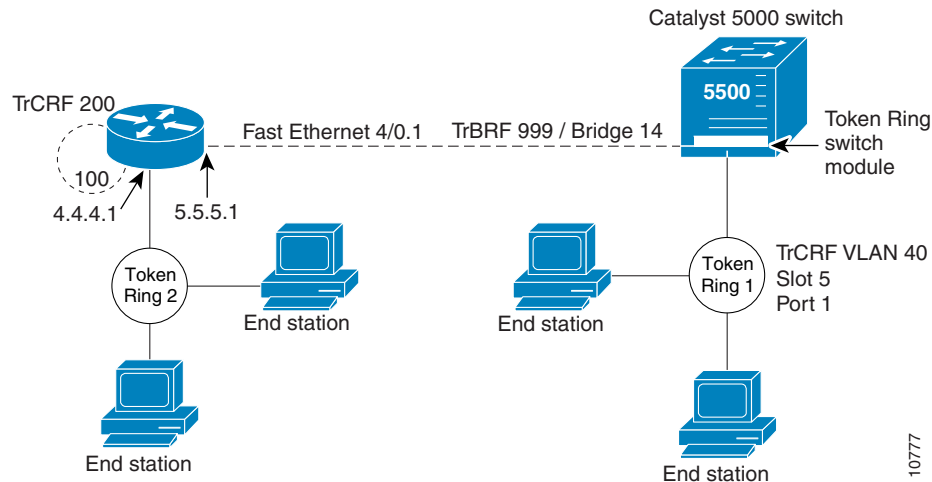 Catalyst 5000 switch
5500
TrCRF 200
Fast Ethernet 4/0.1
TrBRF 999 / Bridge 14
Token Ring
switch
module
100
4.4.4.1
5.5.5.1
Token
Ring 2
End station
End station
End station
Token
Ring 1
TrCRF VLAN 40
Slot 5
Port 1
End station
10777